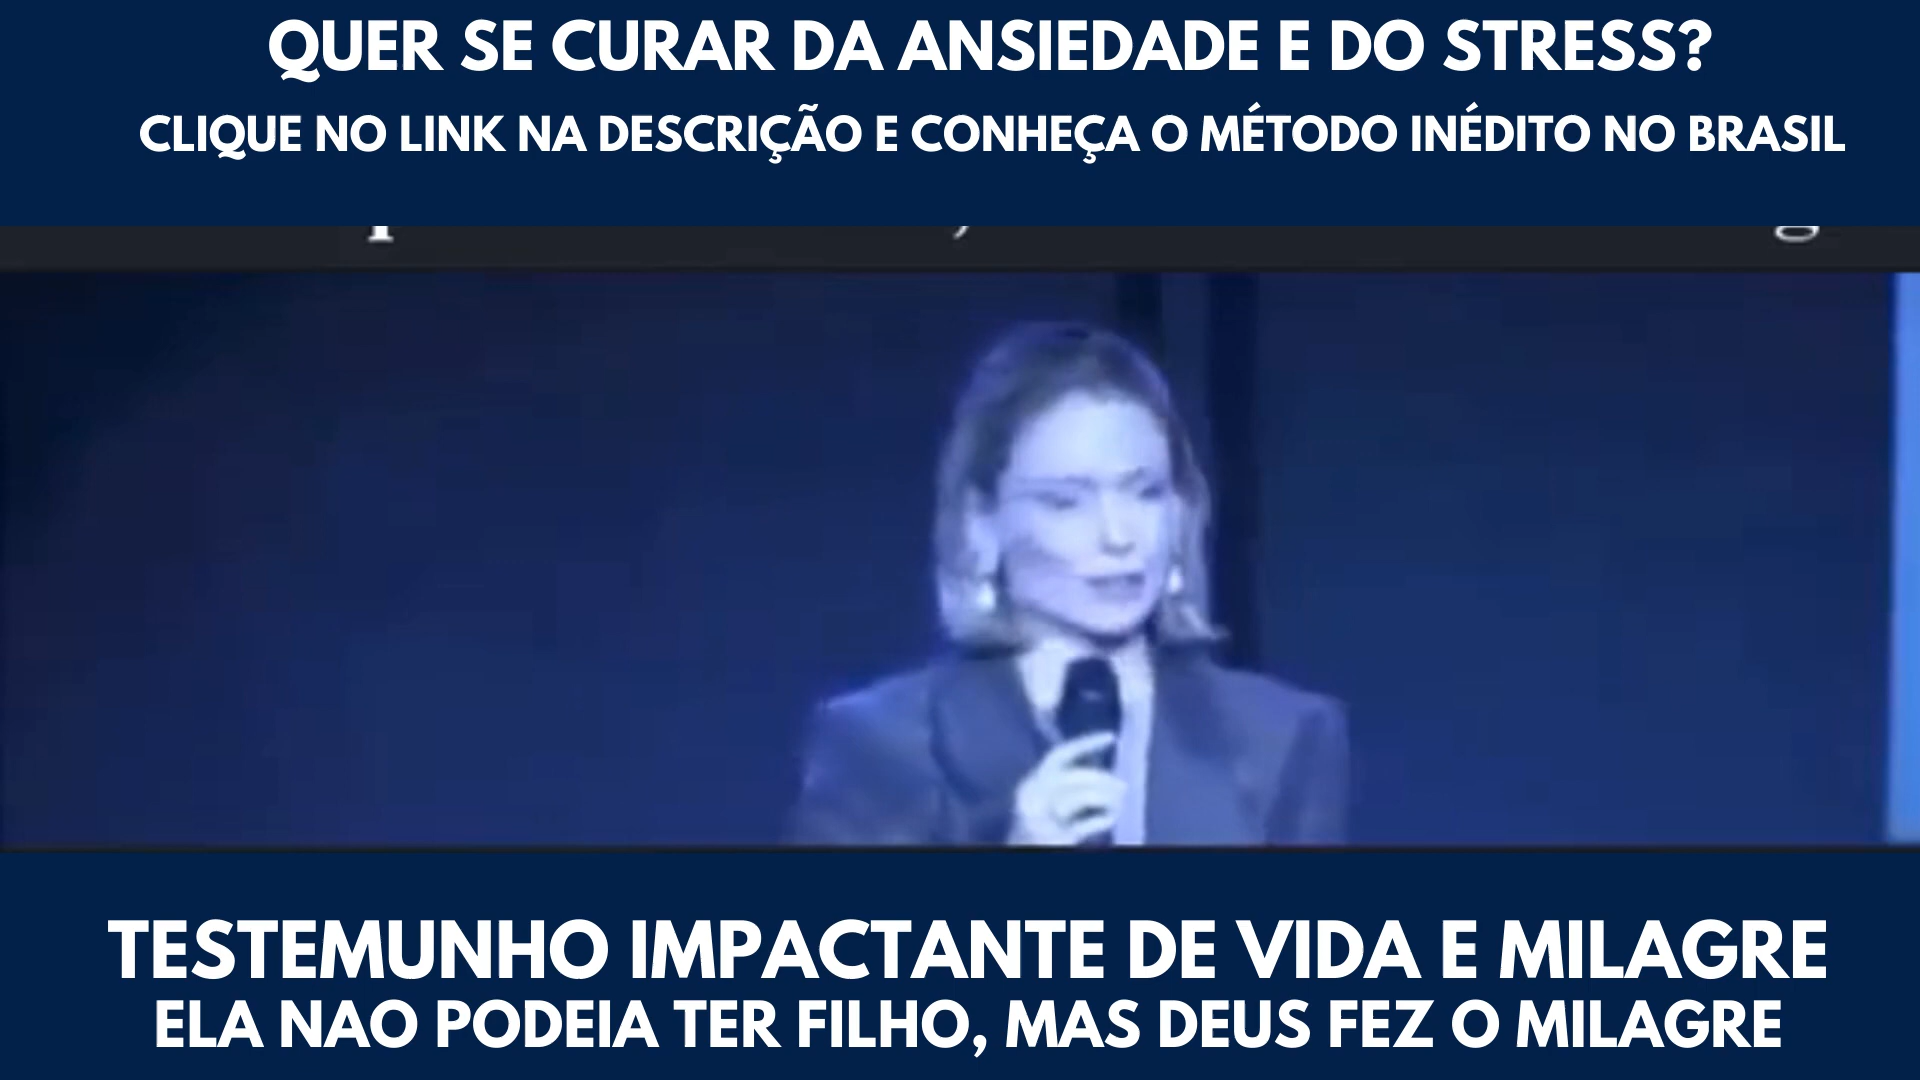 QUER SE CURAR DA ANSIEDADE E DO STRESS?
CLIQUE NO LINK NA DESCRIÇÃO E CONHEÇA O MÉTODO INÉDITO NO BRASIL
TESTEMUNHO IMPACTANTE DE VIDA E MILAGRE
ELA NAO PODEIA TER FILHO, MAS DEUS FEZ O MILAGRE